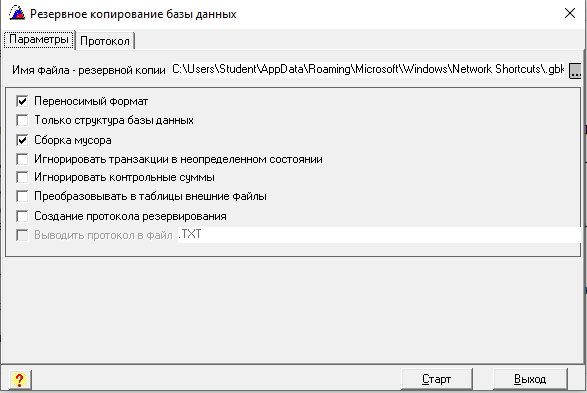 Резервное копирование базы данных
Параметры Протокол
Имя файла - резервной копии C:\Users\Student\AppData\Roaming\Microsoft\Windows\Network Shortcuts\.gbk ...
Переносимый формат
Только структура базы данных
Сборка мусора
Игнорировать транзакции в неопределенном состоянии
Игнорировать контрольные суммы
Преобразовывать в таблицы внешние файлы
Создание протокола резервирования
Выводить протокол в файл .TXT
? Старт Выход